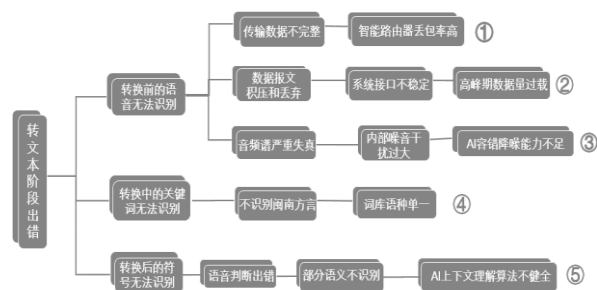 转文本阶段出错
转换前的语
音无法识别
传输数据不完整
智能路由器丢包率高
①
数据报文
积压和丢弃
系统接口不稳定
高峰期数据量过载
②
音频谱严重失真
内部噪音干
扰过大
AI容错降噪能力不足
③
转换中的关键
词无法识别
不识别闽南方言
词库语种单一
④
转换后的符
号无法识别
语音判断出错
部分语义不识别
AI上下文理解算法不健全
⑤